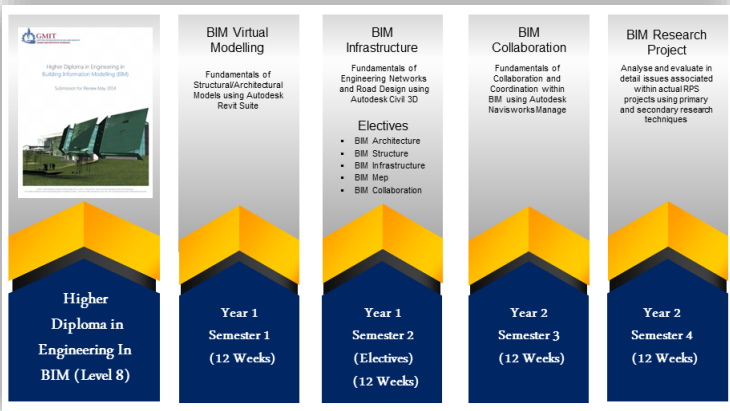 GMIT
Higher Diploma in Engineering in
Building Information Modelling (BIM)
Submission for Review May 2014
Higher
Diploma in
Engineering In
BIM (Level 8)
BIM Virtual
Modelling
Fundamentals of
Structural/Architectural
Models using Autodesk
Revit Suite
Year 1
Semester 1
(12 Weeks)
BIM
Infrastructure
Fundamentals of
Engineering Networks
and Road Design using
Autodesk Civil 3D
Electives
• BIM Architecture
• BIM Structure
• BIM Infrastructure
• BIM Mep
• BIM Collaboration
Year 1
Semester 2
(Electives)
(12 Weeks)
BIM
Collaboration
Fundamentals of
Collaboration and
Coordination within
BIM using Autodesk
Navisworks Manage
Year 2
Semester 3
(12 Weeks)
BIM Research
Project
Analyse and evaluate in
detail issues associated
within actual RPS
projects using primary
and secondary research
techniques
Year 2
Semester 4
(12 Weeks)